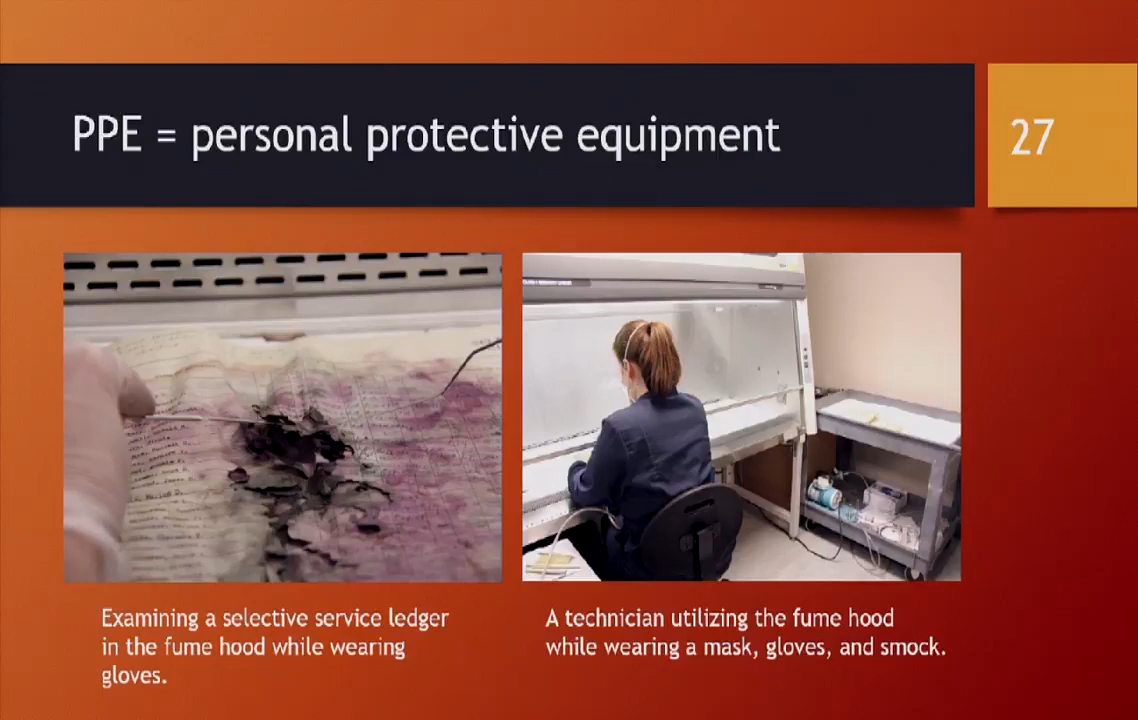 PPE = personal protective equipment
27
Examining a selective service ledger
in the fume hood while wearing
gloves.
A technician utilizing the fume hood
while wearing a mask, gloves, and smock.